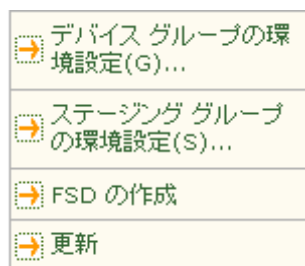 デバイス グループの環
境設定(G)...
ステージング グループ
の環境設定(S)...
FSD の作成
更新